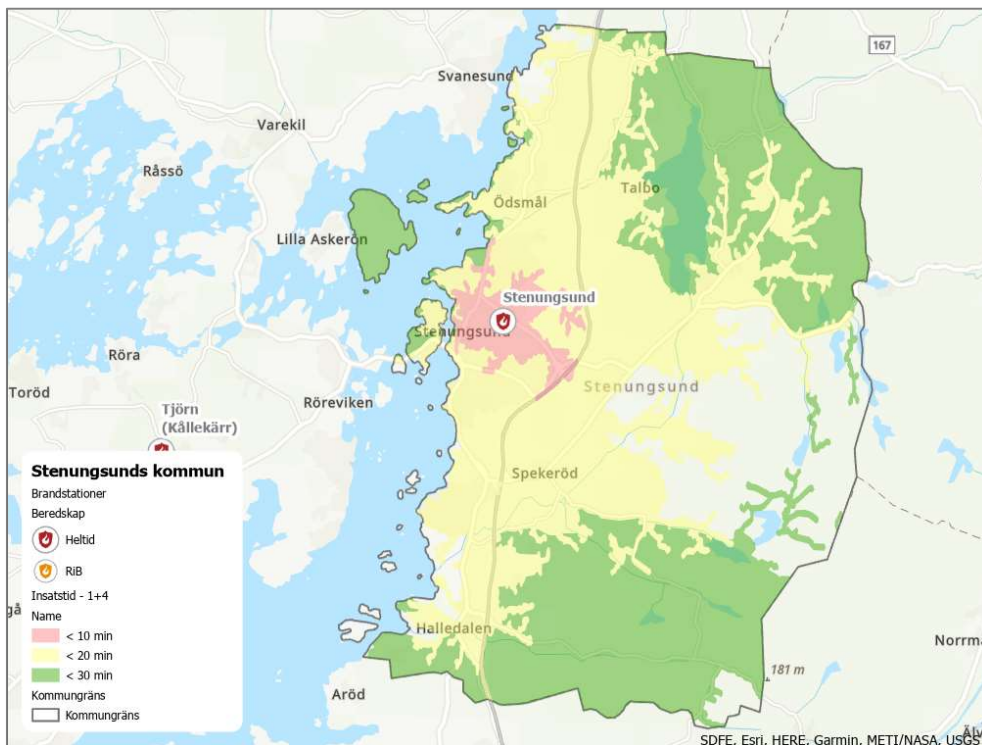 167
Svanesund
Varekil
Råssö
Talbo
Ödsmål
Lilla Askerön
Stenungsund
Stenungsund
Röra
Toröd
Röreviken
Stenungsund
Tjörn
(Kållekärr)
Spekeröd
Stenungsunds kommun
Brandstationer
Beredskap
Heltid
RiB
Insatstid - 1+4
Name
< 10 min
< 20 min
< 30 min
Kommungräns
Kommungräns
Halledalen
Aröd
181 m
SDFE, Esri, HERE, Garmin, METI/NASA, USGS